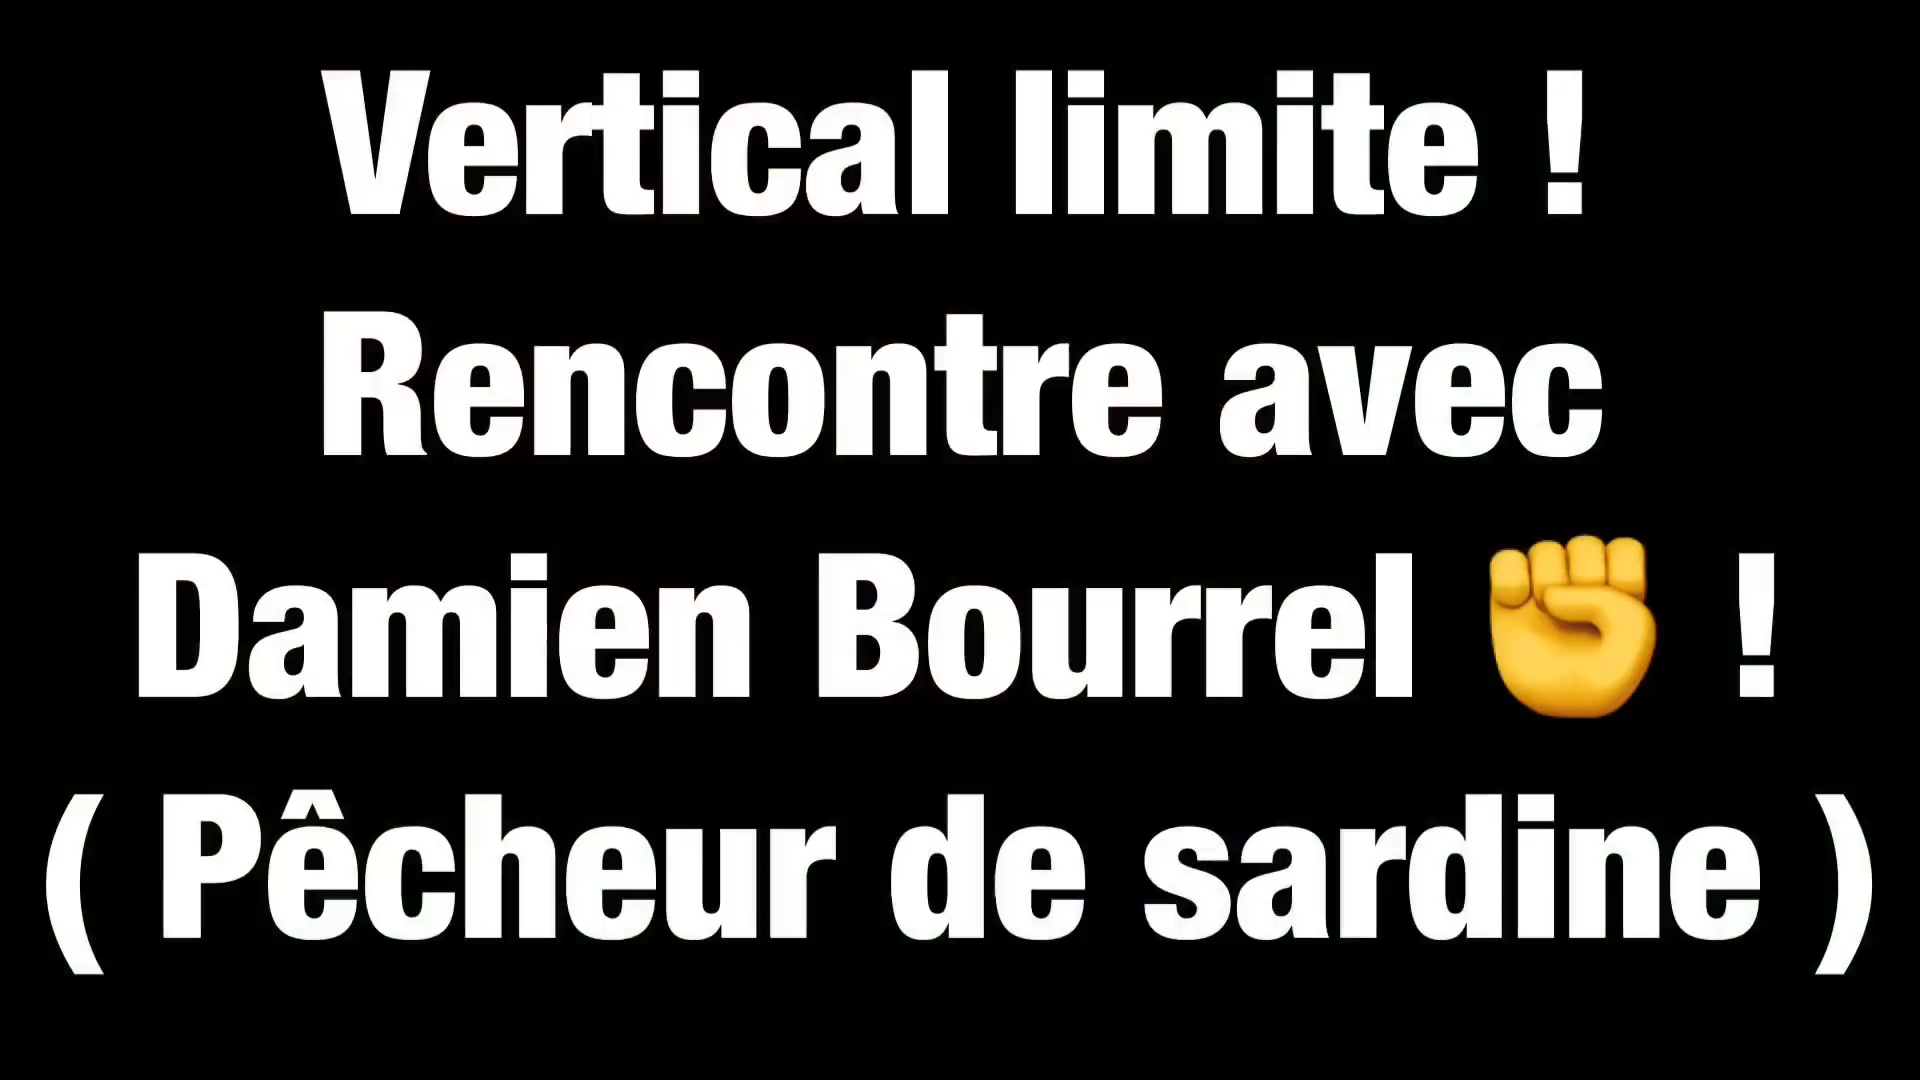 Vertical limite !
Rencontre avec
Damien Bourrel ✊ !
( Pêcheur de sardine )